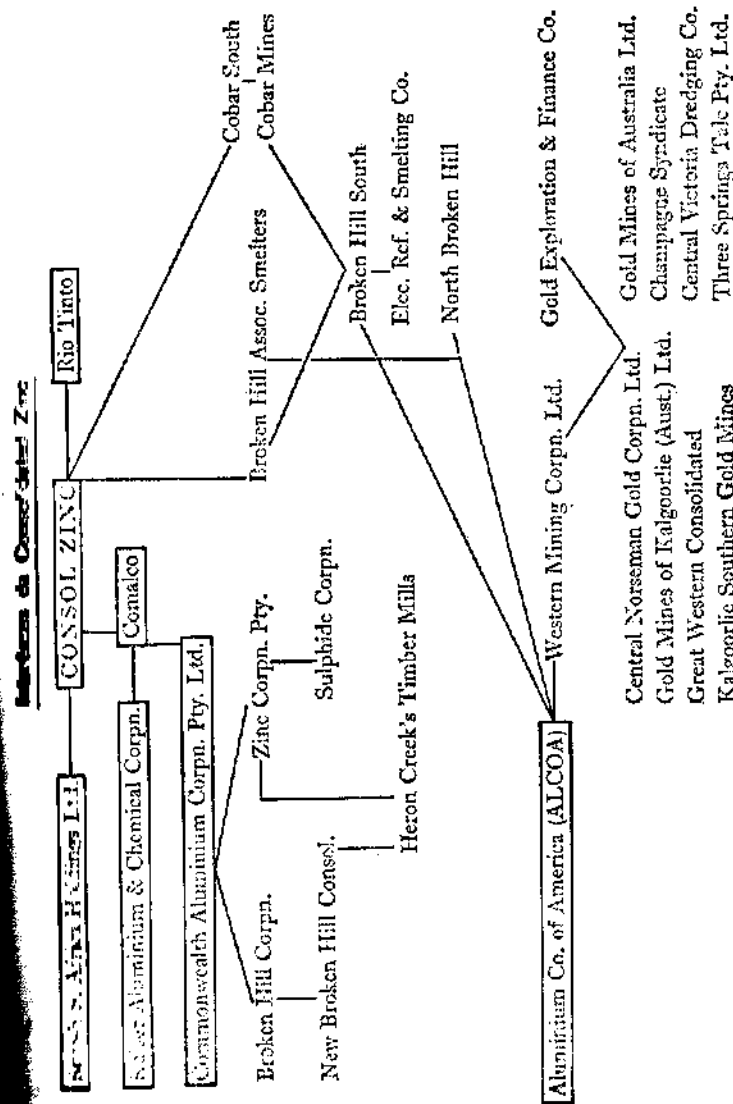 CONSOL ZINC
Rio Tinto
Holdings Ltd.
Comalco
Aluminium & Chemical Corpn.
Commonwealth Aluminium Corpn. Pty. Ltd.
Cobar South
Cobar Mines
Broken Hill Assoc. Smelters
Broken Hill Corpn.
Zinc Corpn. Pty.
Sulphide Corpn.
New Broken Hill Consol.
Heron Creek's Timber Mills
Broken Hill South
Elec. Ref. & Smelting Co.
North Broken Hill
Aluminium Co. of America (ALCOA)
Western Mining Corpn. Ltd.
Gold Exploration & Finance Co.
Central Norseman Gold Corpn. Ltd.
Gold Mines of Kalgoorlie (Aust.) Ltd.
Great Western Consolidated
Kalgoorlie Southern Gold Mines
Gold Mines of Australia Ltd.
Champagne Syndicate
Central Victoria Dredging Co.
Three Springs Talc Pty. Ltd.